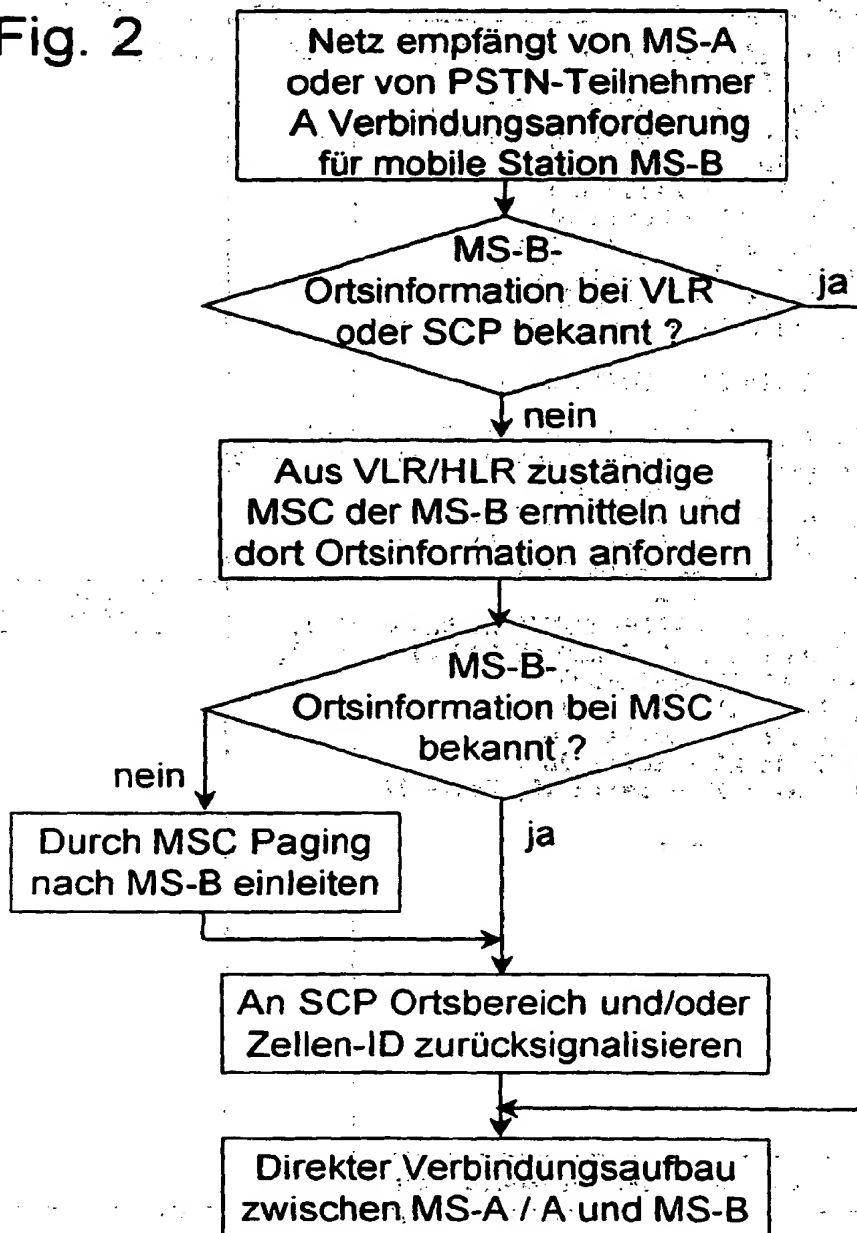 Fig. 2
Netz empfängt von MS-A
oder von PSTN-Teilnehmer
A Verbindungsanforderung
für mobile Station MS-B
MS-B-
Ortsinformation bei VLR
oder SCP bekannt ?
ja
nein
Aus VLR/HLR zuständige
MSC der MS-B ermitteln und
dort Ortsinformation anfordern
MS-B-
Ortsinformation bei MSC
bekannt ?
nein
ja
Durch MSC Paging
nach MS-B einleiten
An SCP Ortsbereich und/oder
Zellen-ID zurücksignalisieren
Direkter Verbindungsaufbau
zwischen MS-A / A und MS-B